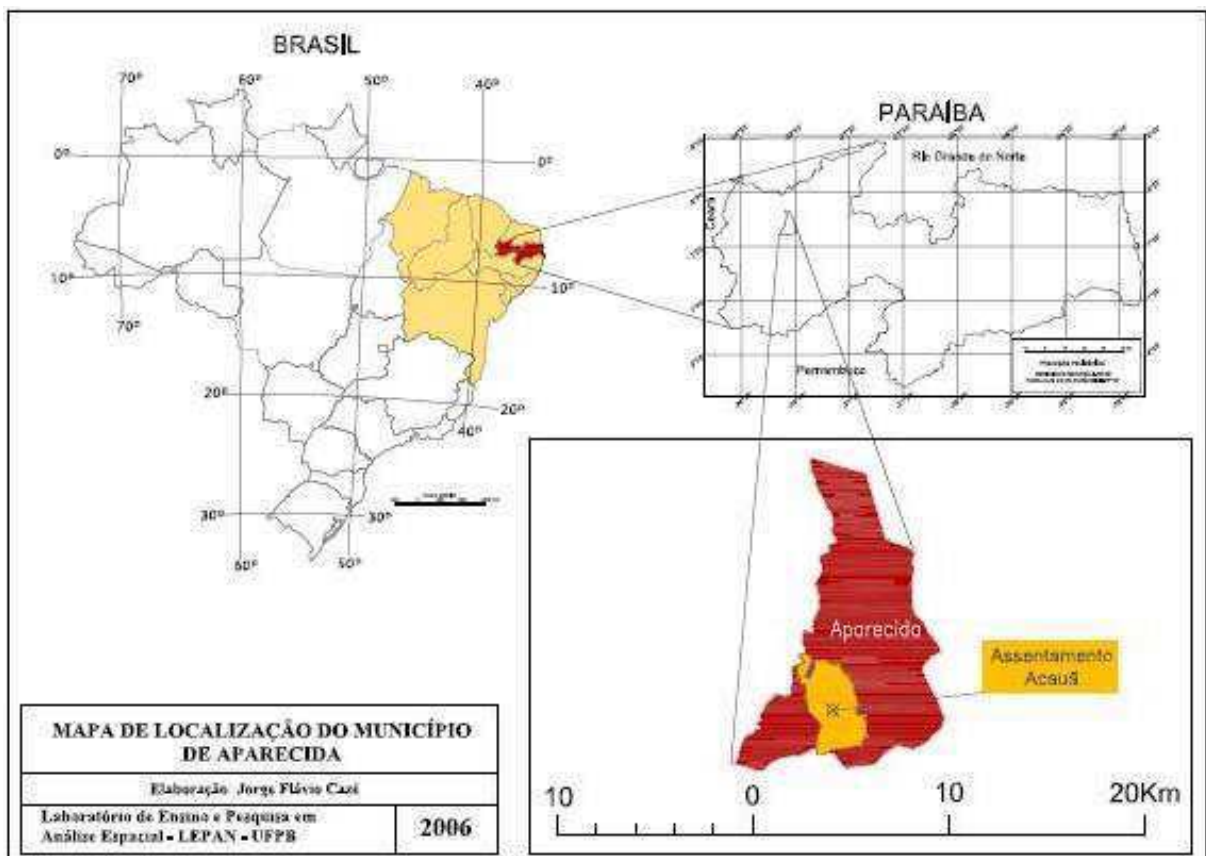 BRASIL
70º
60º
50º
40º
0º
0º
10º
10º
70º
20º
20º
40º
30º
30º
60º
50º
PARAÍBA
Rio Grande do Norte
Ceará
Pernambuco
Aparecida
Assentamento
Acauã
10 0 10 20Km
MAPA DE LOCALIZAÇÃO DO MUNICÍPIO
DE APARECIDA
Elaboração Jorge Flávio
Laboratório de Ensino e Pesquisa em
Análise Espacial - LEPAN - UFPB
2006